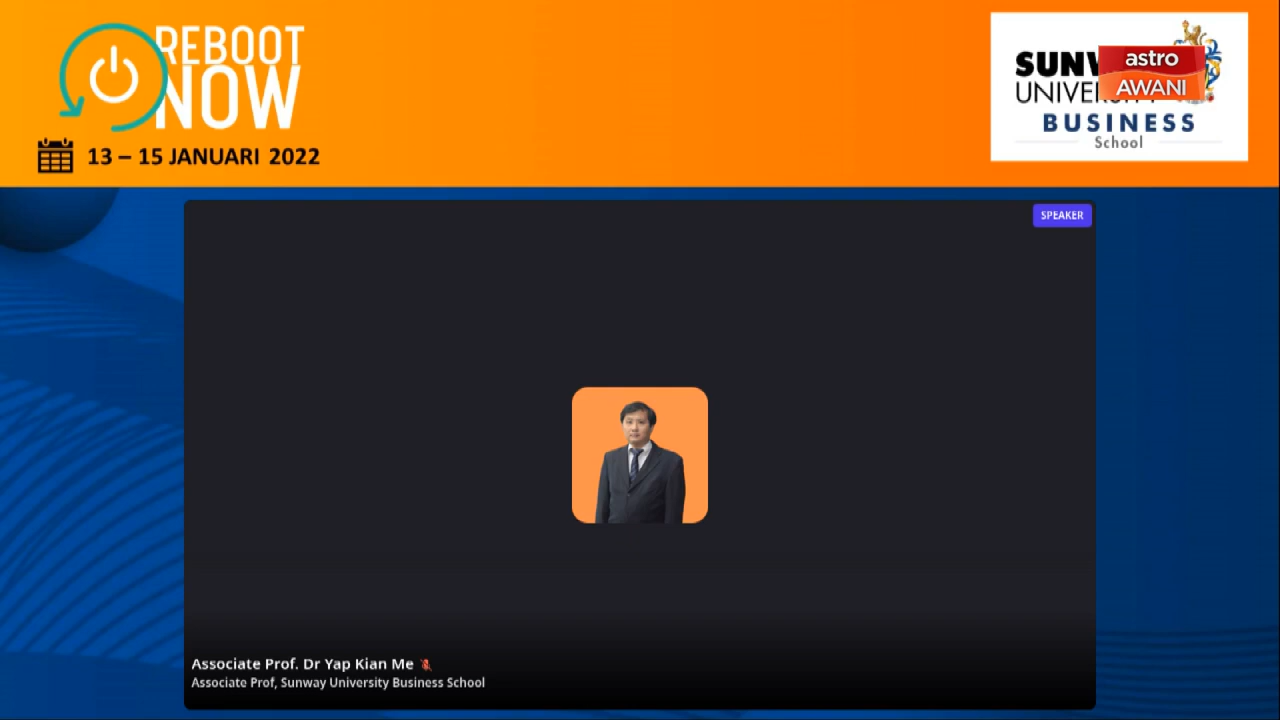 REBOOT
NOW
13 – 15 JANUARI 2022
astro
AWANI
BUSINESS
School
SPEAKER
Associate Prof. Dr Yap Kian Me
Associate Prof, Sunway University Business School